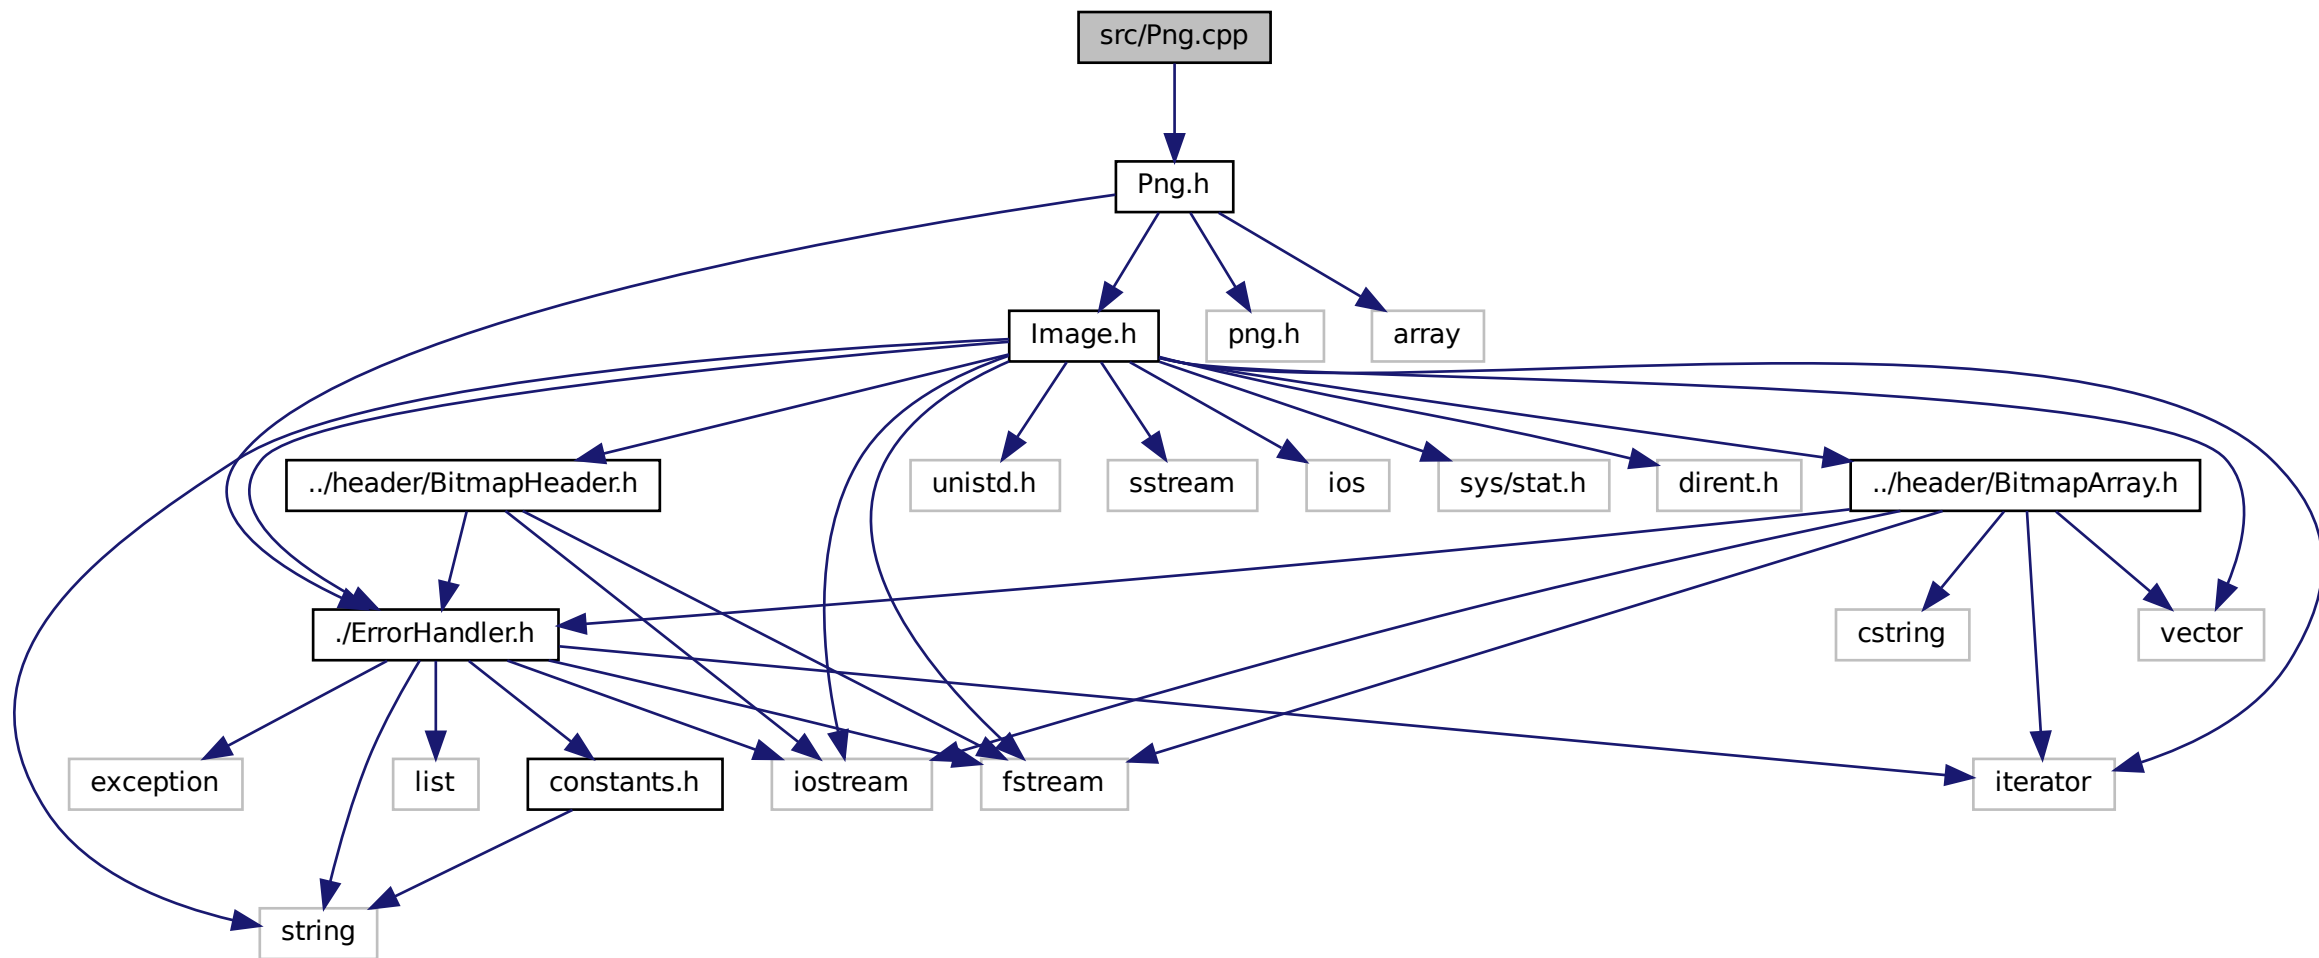 src/Png.cpp
Png.h
Image.h
png.h
array
../header/BitmapHeader.h
unistd.h
sstream
ios
sys/stat.h
dirent.h
../header/BitmapArray.h
./ErrorHandler.h
cstring
vector
exception
list
constants.h
iostream
fstream
iterator
string